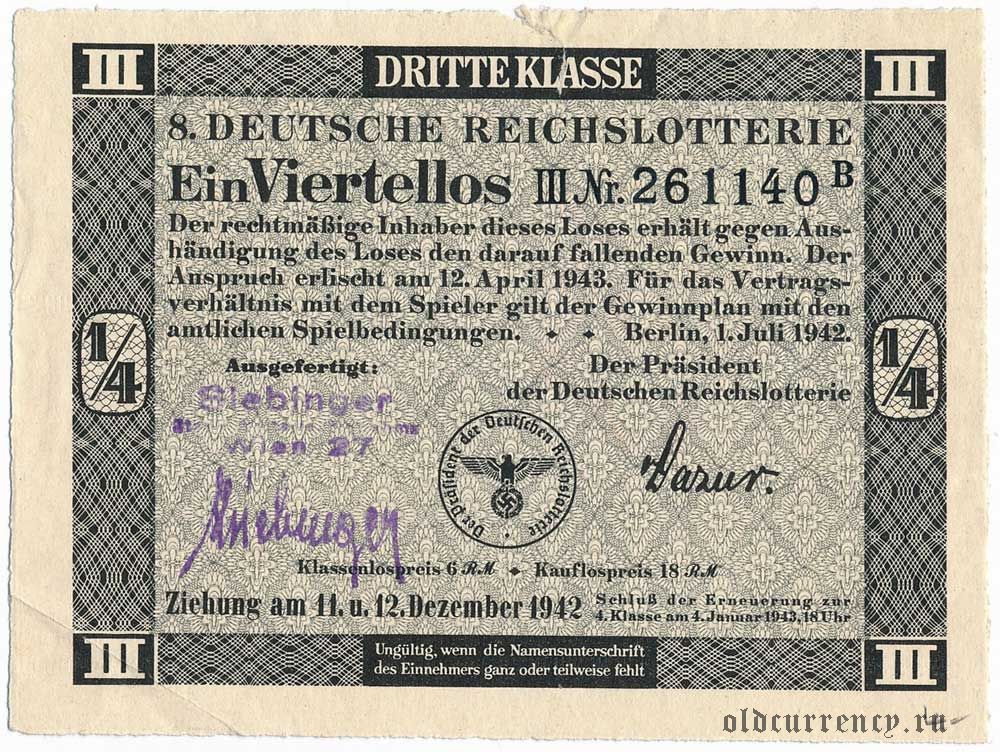 III DRITTE KLASSE III
8. DEUTSCHE REICHSLOTTERIE
Ein Viertellos III Nr. 261140 B
Der rechtmäßige Inhaber dieses Loses erhält gegen Aus-
händigung des Loses den darauf fallenden Gewinn. Der
Anspruch erlischt am 12. April 1943. Für das Vertrags-
verhältnis mit dem Spieler gilt der Gewinnplan mit den
amtlichen Spielbedingungen. Berlin, 1. Juli 1942.
1/4
1/4
Ausgefertigt:
Der Präsident
der Deutschen Reichslotterie
Siebinger
Wien 27
Der Präsident der Deutschen Reichslotterie
Klassenlospreis 6 RM Kauflospreis 18 RM
Ziehung am 11. u. 12. Dezember 1942
Schluß der Erneuerung zur
4. Klasse am 4. Januar 1943, 18 Uhr
III Ungültig, wenn die Namensunterschrift III
des Einnehmers ganz oder teilweise fehlt
oldcurrency.ru